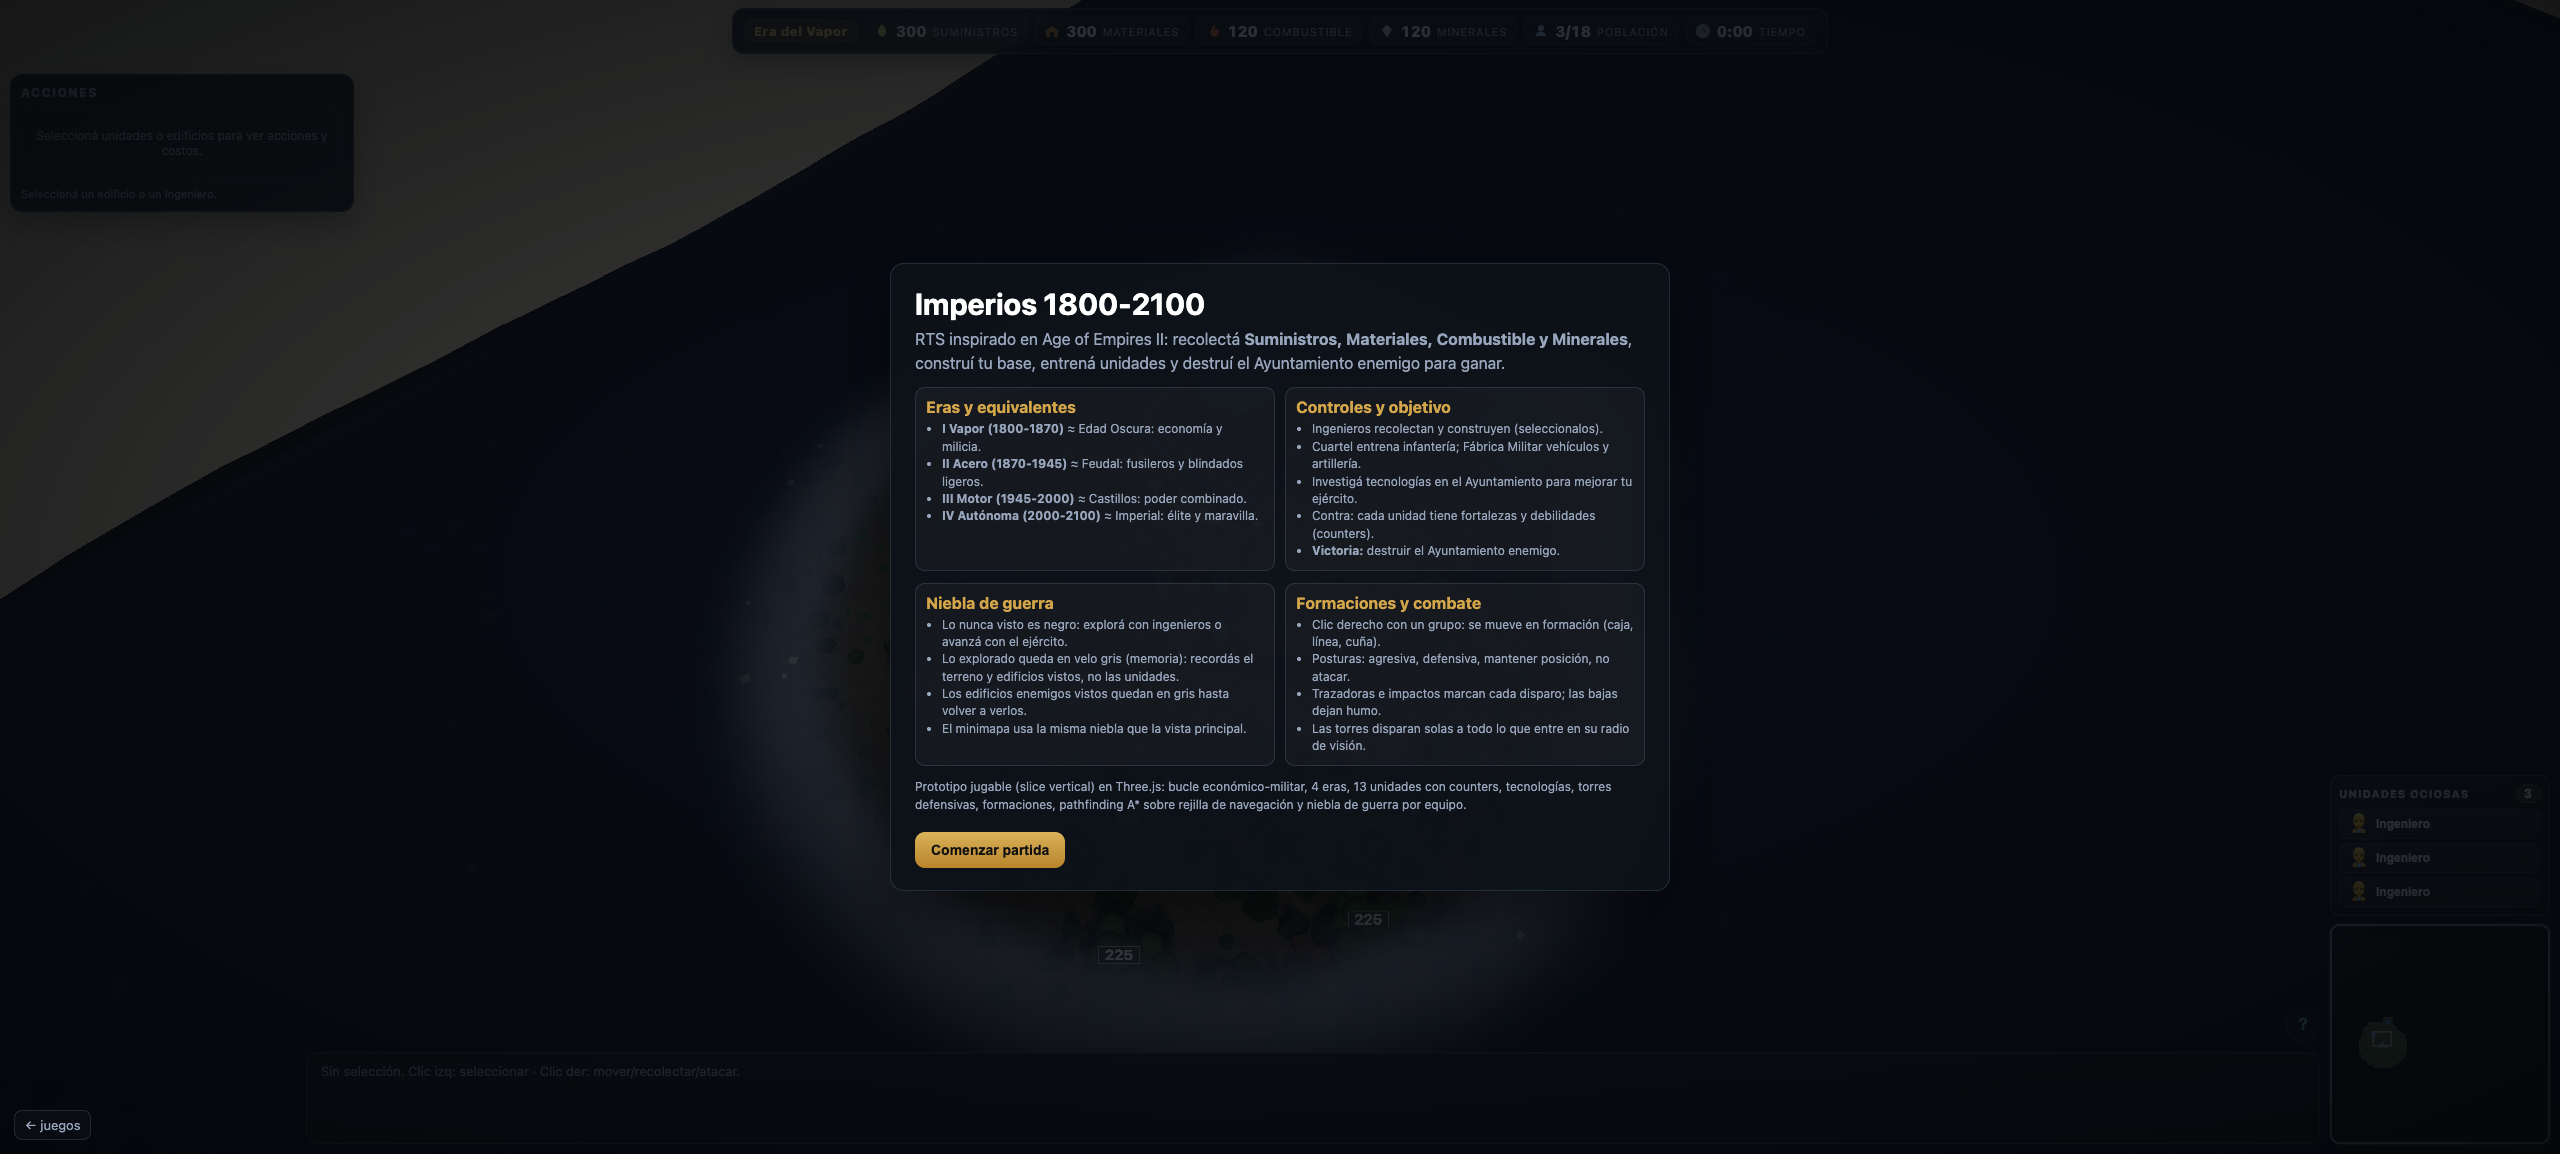 Era del Vapor 300 SUMINISTROS 300 MATERIALES 120 COMBUSTIBLE 120 MINERALES 3/18 POBLACIÓN 0:00 TIEMPO
ACCIONES
Seleccioná unidades o edificios para ver acciones y
costos.
Seleccioná un edificio o un Ingeniero.
Imperios 1800-2100
RTS inspirado en Age of Empires II: recolectá Suministros, Materiales, Combustible y Minerales,
construí tu base, entrená unidades y destruí el Ayuntamiento enemigo para ganar.
Eras y equivalentes
• I Vapor (1800-1870) ≈ Edad Oscura: economía y
milicia.
• II Acero (1870-1945) ≈ Feudal: fusileros y blindados
ligeros.
• III Motor (1945-2000) ≈ Castillos: poder combinado.
• IV Autónoma (2000-2100) ≈ Imperial: élite y maravilla.
Controles y objetivo
• Ingenieros recolectan y construyen (seleccionalos).
• Cuartel entrena infantería; Fábrica Militar vehículos y
artillería.
• Investigá tecnologías en el Ayuntamiento para mejorar tu
ejército.
• Contra: cada unidad tiene fortalezas y debilidades
(counters).
• Victoria: destruir el Ayuntamiento enemigo.
Niebla de guerra
• Lo nunca visto es negro: explorá con ingenieros o
avanzá con el ejército.
• Lo explorado queda en velo gris (memoria): recordás el
terreno y edificios vistos, no las unidades.
• Los edificios enemigos vistos quedan en gris hasta
volver a verlos.
• El minimapa usa la misma niebla que la vista principal.
Formaciones y combate
• Clic derecho con un grupo: se mueve en formación (caja,
línea, cuña).
• Posturas: agresiva, defensiva, mantener posición, no
atacar.
• Trazadoras e impactos marcan cada disparo; las bajas
dejan humo.
• Las torres disparan solas a todo lo que entre en su radio
de visión.
Prototipo jugable (slice vertical) en Three.js: bucle económico-militar, 4 eras, 13 unidades con counters, tecnologías, torres
defensivas, formaciones, pathfinding A* sobre rejilla de navegación y niebla de guerra por equipo.
Comenzar partida
UNIDADES OCIOSAS 3
Ingeniero
Ingeniero
Ingeniero
225
225
?
Sin selección. Clic izq: seleccionar · Clic der: mover/recolectar/atacar.
← juegos